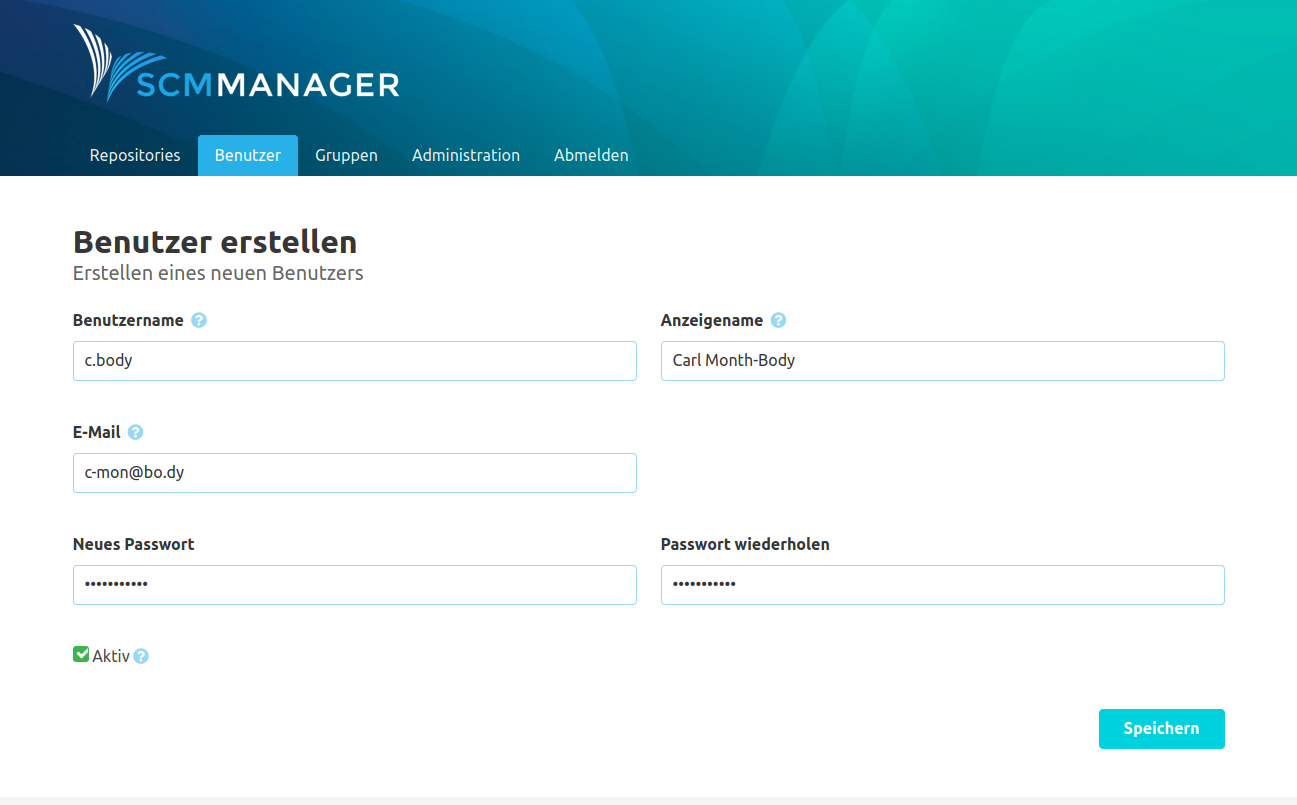 SCMMANAGER
Repositories Benutzer Gruppen Administration Abmelden
Benutzer erstellen
Erstellen eines neuen Benutzers
Benutzername ? Anzeigename ?
c.body Carl Month-Body
E-Mail ?
c-mon@bo.dy
Neues Passwort Passwort wiederholen
••••••••••• •••••••••••
Aktiv ?
Speichern